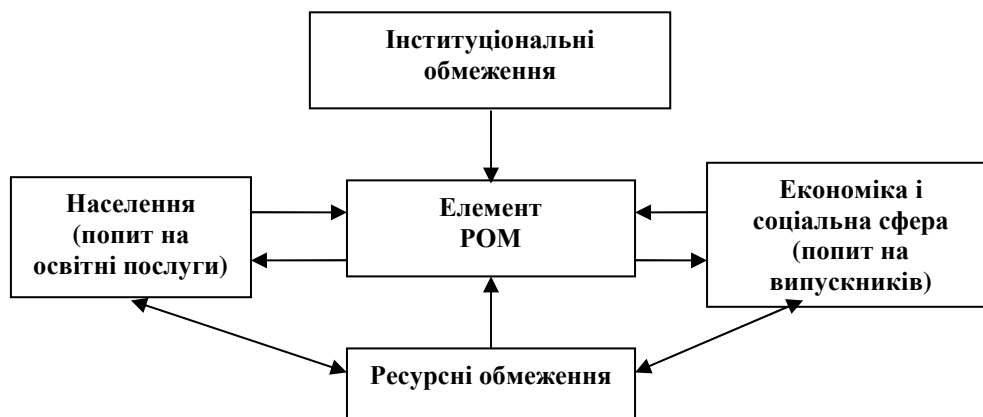 Інституціональні
обмеження
Населення
(попит на
освітні послуги)
Елемент
РОМ
Економіка і
соціальна сфера
(попит на
випускників)
Ресурсні обмеження